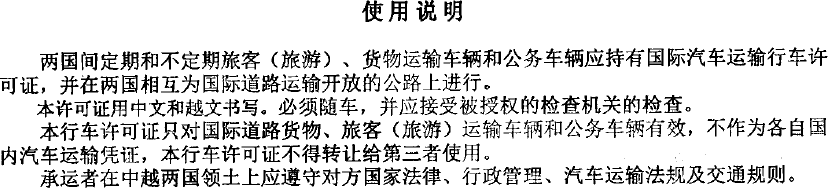 使用说明
两国间定期和不定期旅客（旅游）、货物运输车辆和公务车辆应持有国际汽车运输行车许
可证，并在两国相互为国际道路运输开放的公路上进行。
本许可证用中文和越文书写。必须随车，并应接受被授权的检查机关的检查。
本行车许可证只对国际道路货物、旅客（旅游）运输车辆和公务车辆有效，不作为各自国
内汽车运输凭证，本行车许可证不得转让给第三者使用。
承运者在中越两国领土上应遵守对方国家法律、行政管理、汽车运输法规及交通规则。